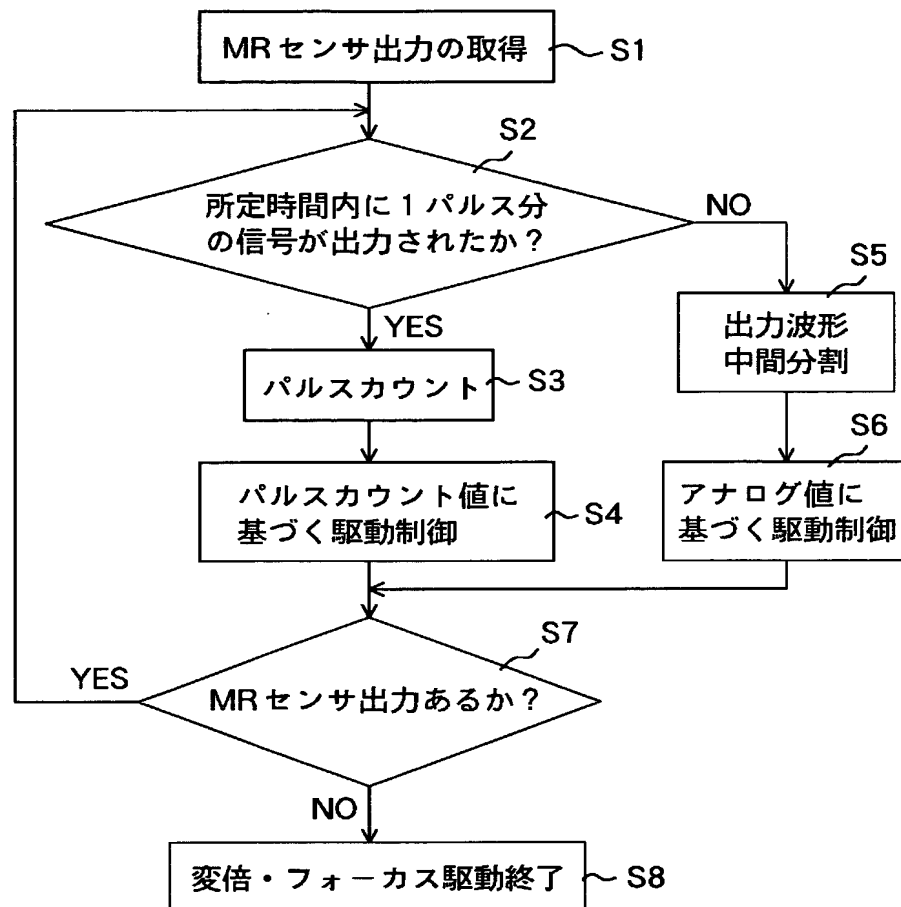 MRセンサ出力の取得
S1
S2
所定時間内に1パルス分
の信号が出力されたか?
NO
YES
S5
出力波形
中間分割
パルスカウント
S3
S6
アナログ値に
基づく駆動制御
パルスカウント値に
基づく駆動制御
S4
S7
YES
MRセンサ出力あるか?
NO
変倍・フォーカス駆動終了
S8